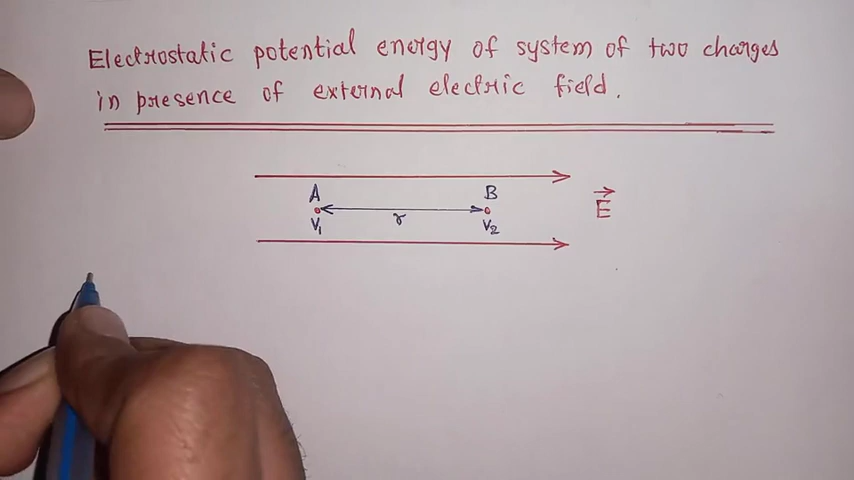 Electrostatic potential energy of system of two charges
in presence of external electric field.
A B
r
V₁ V₂
E⃗